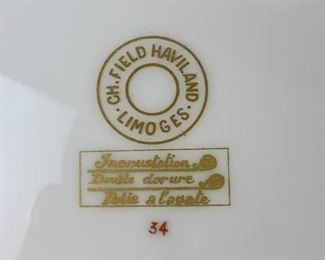 CH. FIELD HAVILAND
LIMOGES
Incrustation
Double dorure
Polie a l'agate
34